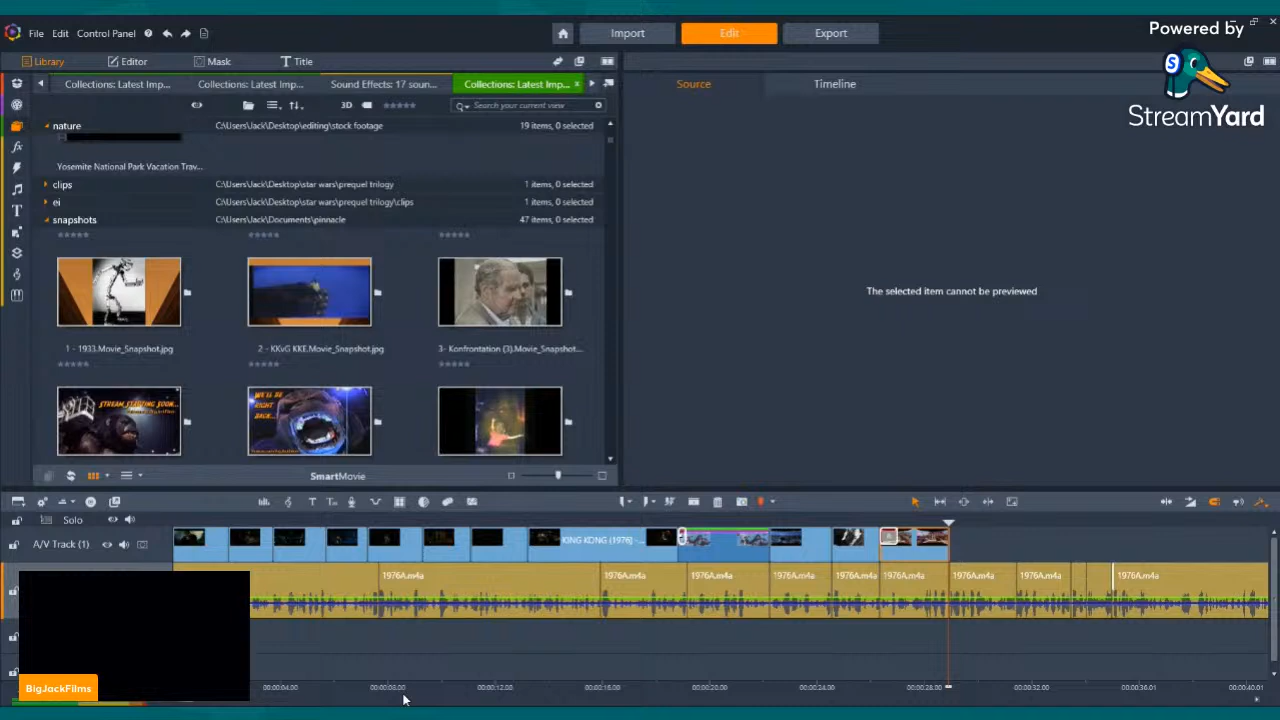 Powered by
StreamYard
File Edit Control Panel
Import Edit Export
Library Editor Mask Title
Collections: Latest Imp... Collections: Latest Imp... Sound Effects: 17 soun... Collections: Latest Imp... ×
Source Timeline
3D Search your current view
nature C:\Users\Jack\Desktop\editing\stock footage 19 items, 0 selected
Yosemite National Park Vacation Trav...
clips C:\Users\Jack\Desktop\star wars\prequel trilogy 1 items, 0 selected
ei C:\Users\Jack\Desktop\star wars\prequel trilogy\clips 1 items, 0 selected
snapshots C:\Users\Jack\Documents\pinnacle 47 items, 0 selected
The selected item cannot be previewed
1 - 1933.Movie_Snapshot.jpg 2 - KKvG KKE.Movie_Snapshot.jpg 3- Konfrontation (3).Movie_Snapshot...
STREAM STARTING SOON...
WE'LL BE
RIGHT
BACK...!
SmartMovie
Solo
A/V Track (1) KING KONG (1976) -...
1976A.m4a 1976A.m4a 1976A.m4a 1976A.m4a 1976A.m4a 1976A.m4a 1976A.m4a 1976A.m4a 1976A.m4a
BigJackFilms
00:00:04.00 00:00:08.00 00:00:12.00 00:00:16.00 00:00:20.00 00:00:24.00 00:00:28.00 00:00:32.00 00:00:36.01 00:00:40.01